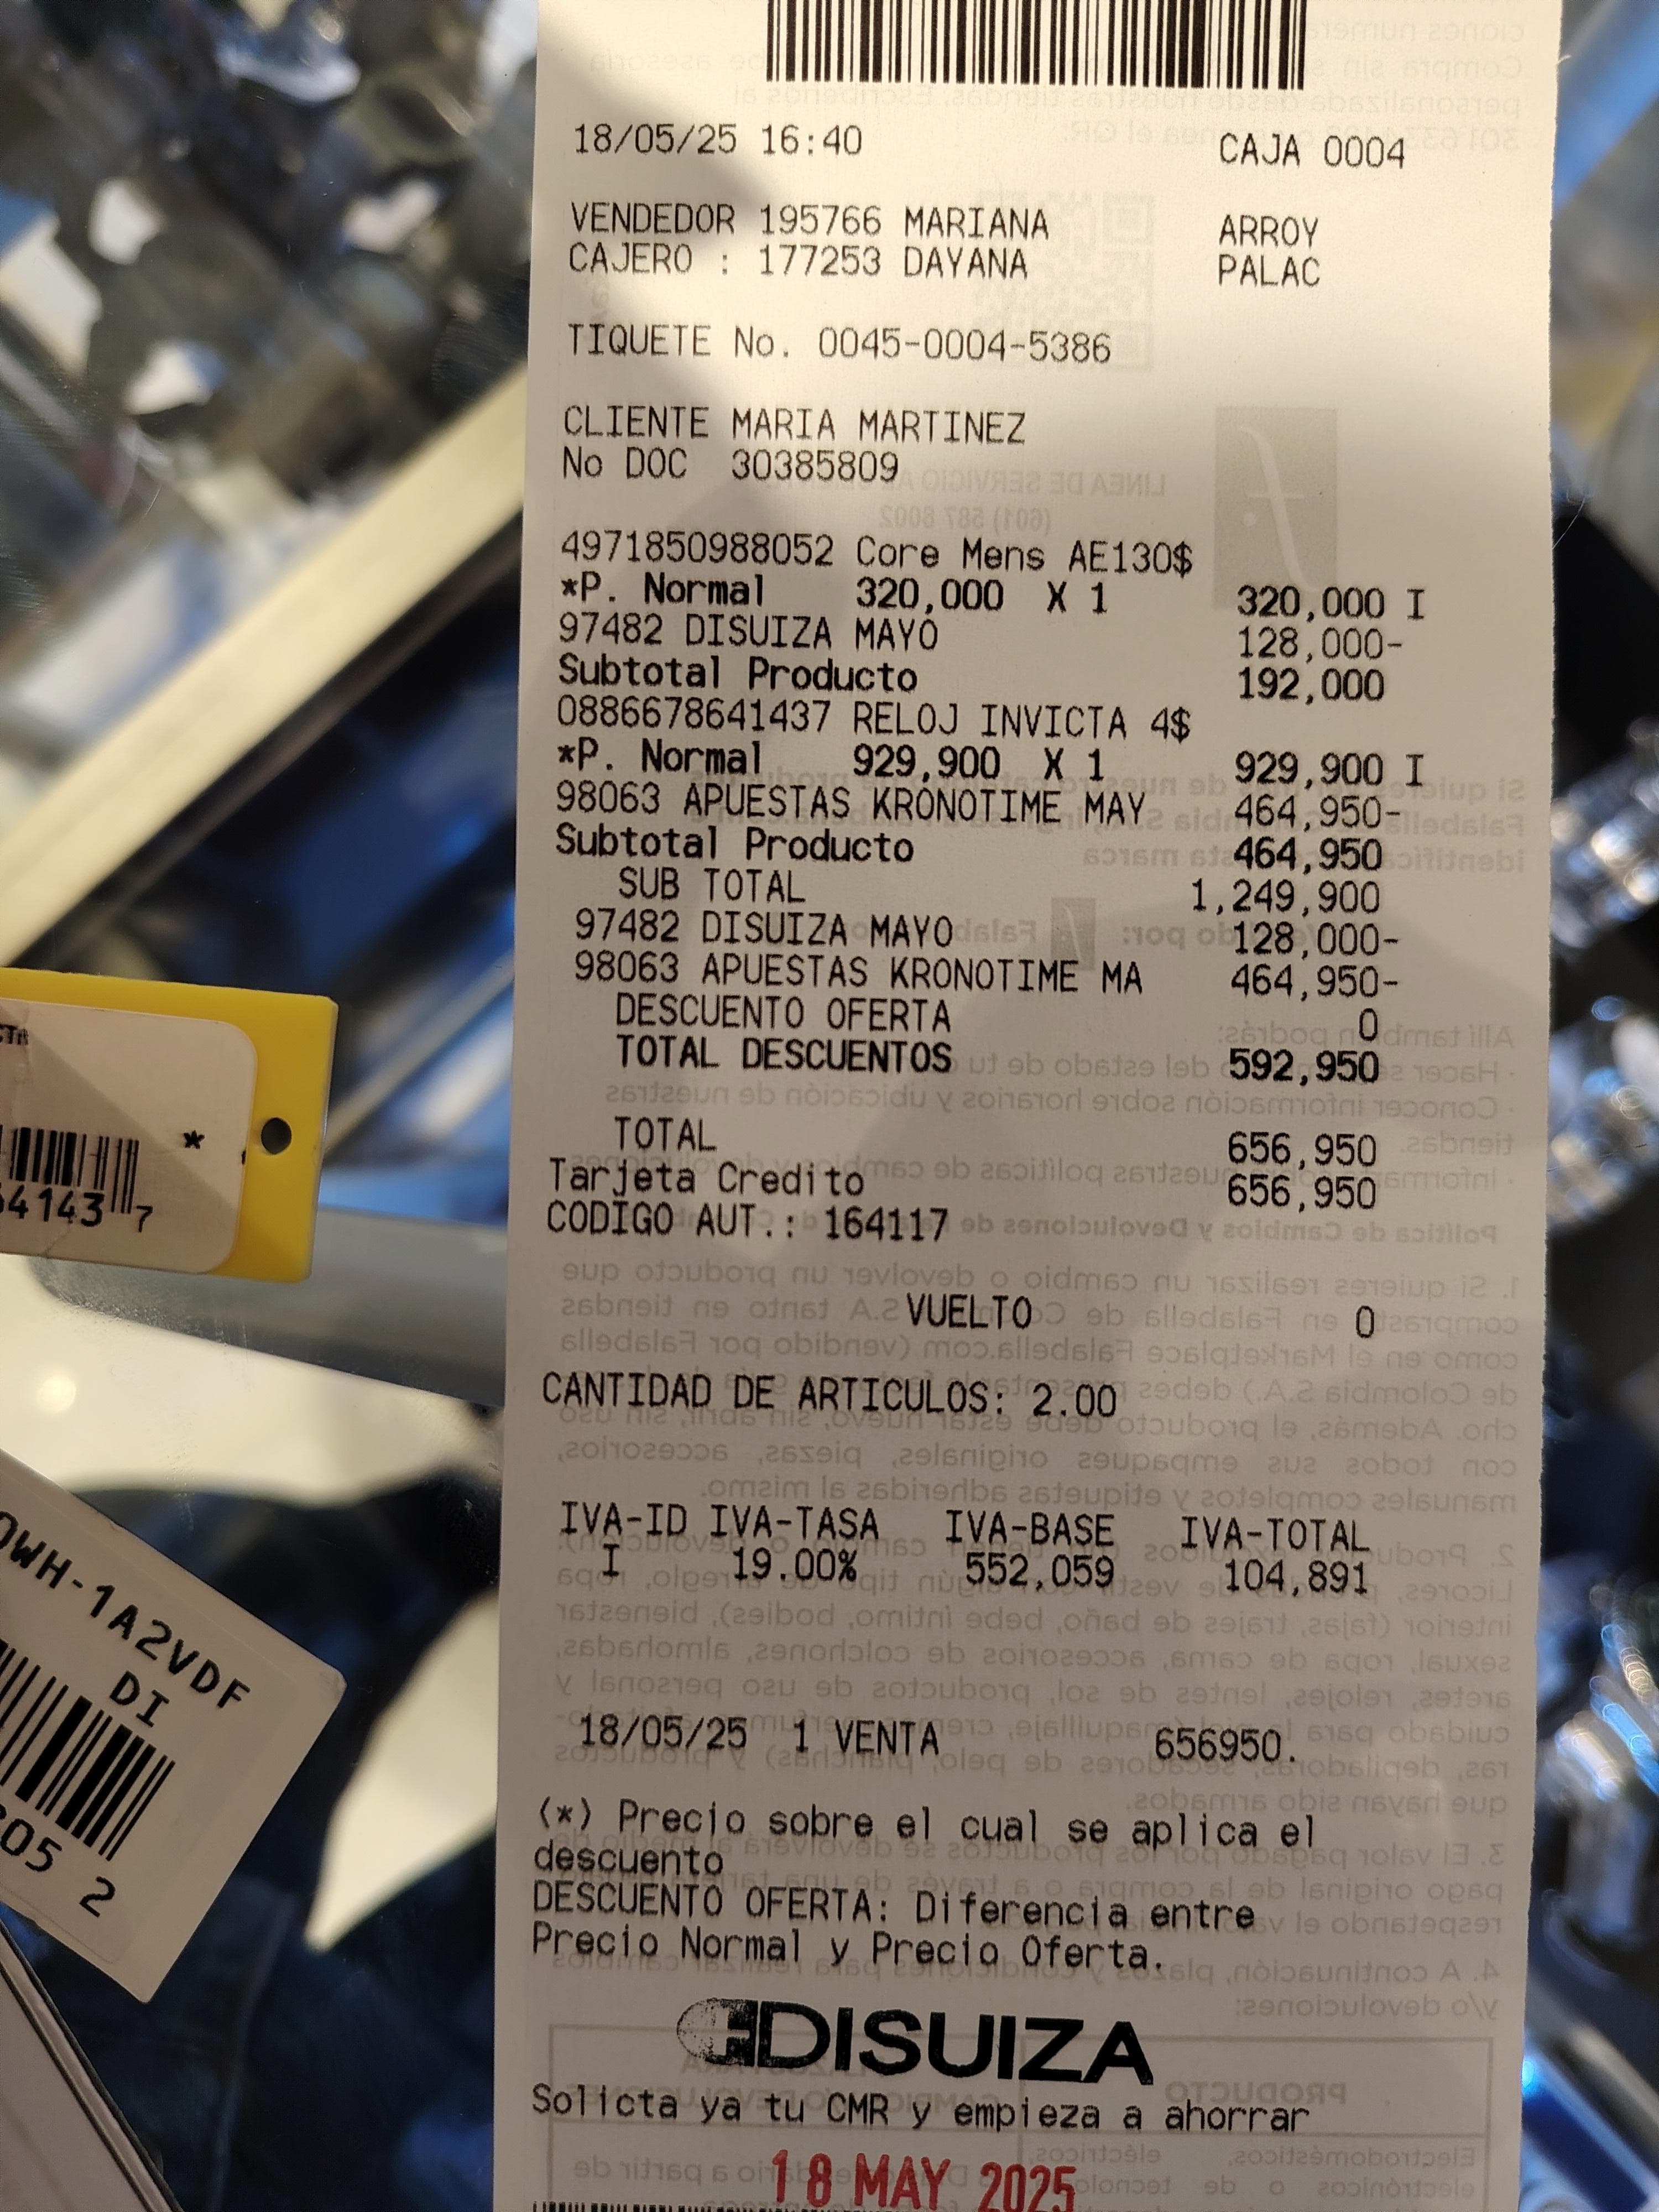 18/05/25 16:40 CAJA 0004
VENDEDOR 195766 MARIANA ARROY
CAJERO : 177253 DAYANA PALAC
TIQUETE No. 0045-0004-5386
CLIENTE MARIA MARTINEZ
No DOC 30385809
4971850988052 Core Mens AE130$
*P. Normal 320,000 X 1 320,000 I
97482 DISUIZA MAYO 128,000-
Subtotal Producto 192,000
0886678641437 RELOJ INVICTA 4$
*P. Normal 929,900 X 1 929,900 I
98063 APUESTAS KRONOTIME MAY 464,950-
Subtotal Producto 464,950
SUB TOTAL 1,249,900
97482 DISUIZA MAYO 128,000-
98063 APUESTAS KRONOTIME MA 464,950-
DESCUENTO OFERTA 0
TOTAL DESCUENTOS 592,950
TOTAL 656,950
Tarjeta Credito 656,950
CODIGO AUT.: 164117
VUELTO 0
CANTIDAD DE ARTICULOS: 2.00
IVA-ID IVA-TASA IVA-BASE IVA-TOTAL
I 19.00% 552,059 104,891
18/05/25 1 VENTA 656950.
(*) Precio sobre el cual se aplica el
descuento
DESCUENTO OFERTA: Diferencia entre
Precio Normal y Precio Oferta.
DISUIZA
Solicta ya tu CMR y empieza a ahorrar
18 MAY 2025
*
4143 7
WH-1A2VDF
DI
05 2